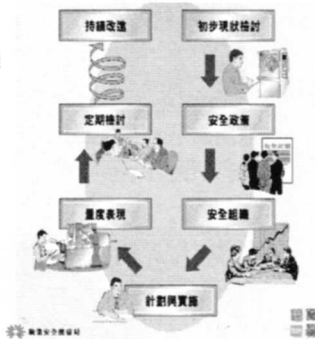 持續改進
初步現狀檢討
定期檢討
安全政策
量度表現
安全組織
計劃與實施
職業安全健康局